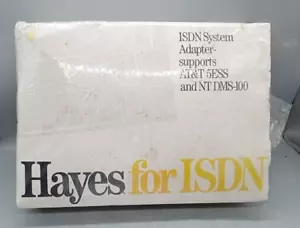 ISDN System
Adapter-
supports
AT&T 5ESS
and NT DMS-100
Hayes for ISDN